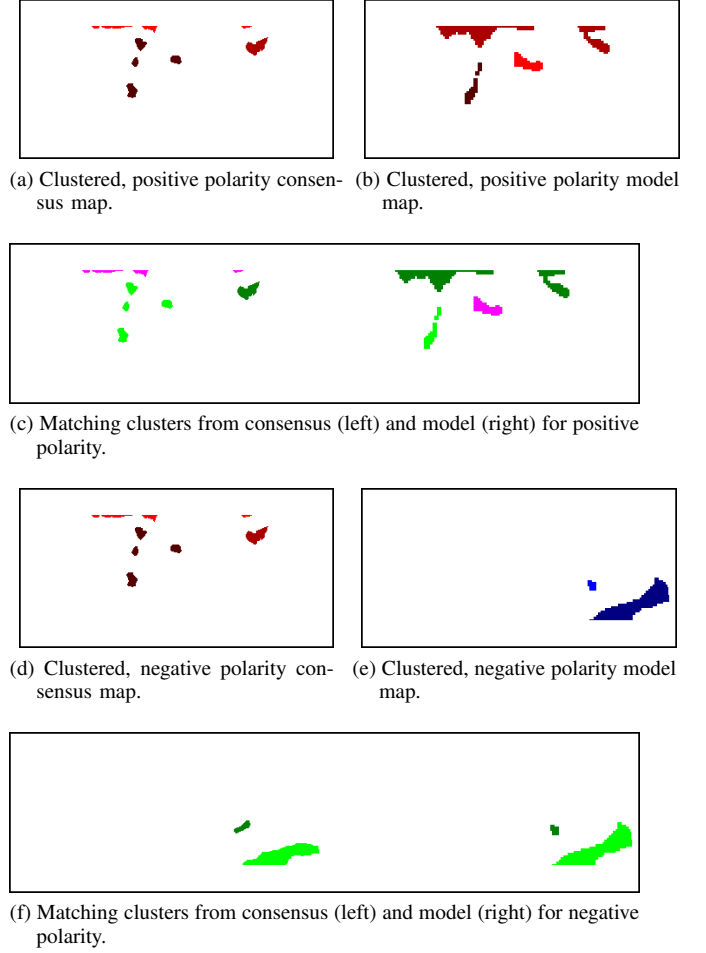 (a) Clustered, positive polarity consen-
sus map.
(b) Clustered, positive polarity model
map.
(c) Matching clusters from consensus (left) and model (right) for positive
polarity.
(d) Clustered, negative polarity con-
sensus map.
(e) Clustered, negative polarity model
map.
(f) Matching clusters from consensus (left) and model (right) for negative
polarity.